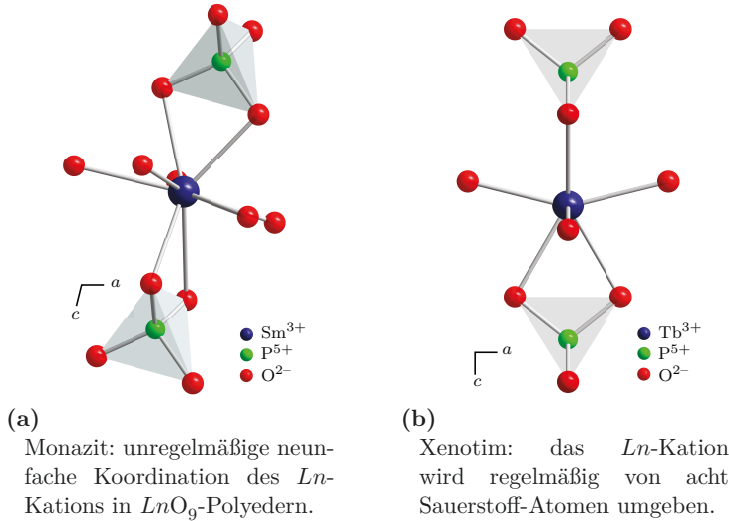 a
c
Sm³⁺
P⁵⁺
O²⁻
a
c
Tb³⁺
P⁵⁺
O²⁻
(a)
Monazit: unregelmäßige neun-
fache Koordination des Ln-
Kations in LnO₉-Polyedern.
(b)
Xenotim: das Ln-Kation
wird regelmäßig von acht
Sauerstoff-Atomen umgeben.